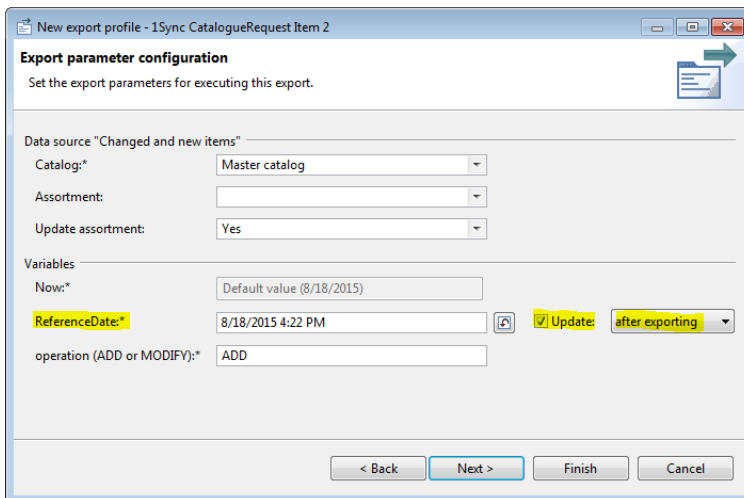 New export profile - 1Sync CatalogueRequest Item 2
Export parameter configuration
Set the export parameters for executing this export.
Data source "Changed and new items"
Catalog:* Master catalog
Assortment:
Update assortment: Yes
Variables
Now:* Default value (8/18/2015)
ReferenceDate:* 8/18/2015 4:22 PM Update: after exporting
operation (ADD or MODIFY):* ADD
< Back Next > Finish Cancel